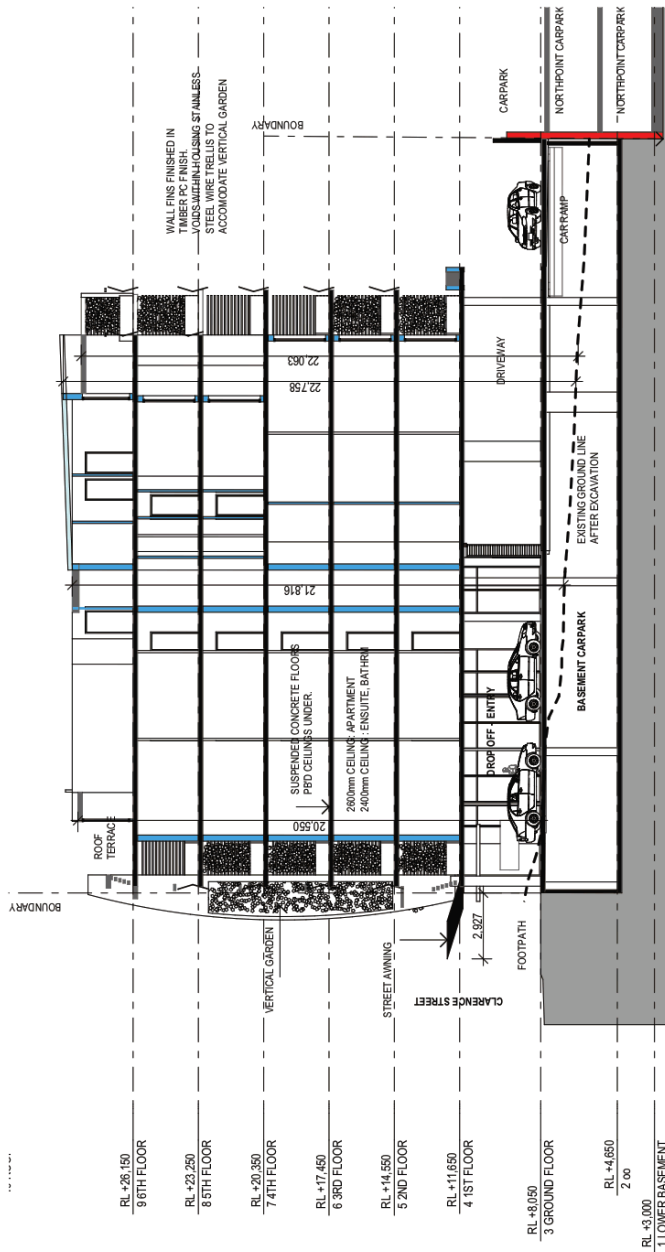 WALL FINS FINISHED IN
TIMBER PC FINISH.
VOIDS WITHIN HOUSING STAINLESS
STEEL WIRE TRELLIS TO
ACCOMODATE VERTICAL GARDEN
BOUNDARY
CARPARK
NORTHPOINT CARPARK
NORTHPOINT CARPARK
CAR RAMP
DRIVEWAY
22,063
22,758
21,816
20,550
EXISTING GROUND LINE
AFTER EXCAVATION
BASEMENT CARPARK
SUSPENDED CONCRETE FLOORS
PB'D CEILINGS UNDER.
2600mm CEILING: APARTMENT
2400mm CEILING : ENSUITE, BATHRM
DROP OFF - ENTRY
ROOF
TERRACE
BOUNDARY
VERTICAL GARDEN
STREET AWNING
2,927
FOOTPATH
CLARENCE STREET
RL +26,150
9 6TH FLOOR
RL +23,250
8 5TH FLOOR
RL +20,350
7 4TH FLOOR
RL +17,450
6 3RD FLOOR
RL +14,550
5 2ND FLOOR
RL +11,650
4 1ST FLOOR
RL +8,050
3 GROUND FLOOR
RL +4,650
2 oo
RL +3,000
1 LOWER BASEMENT